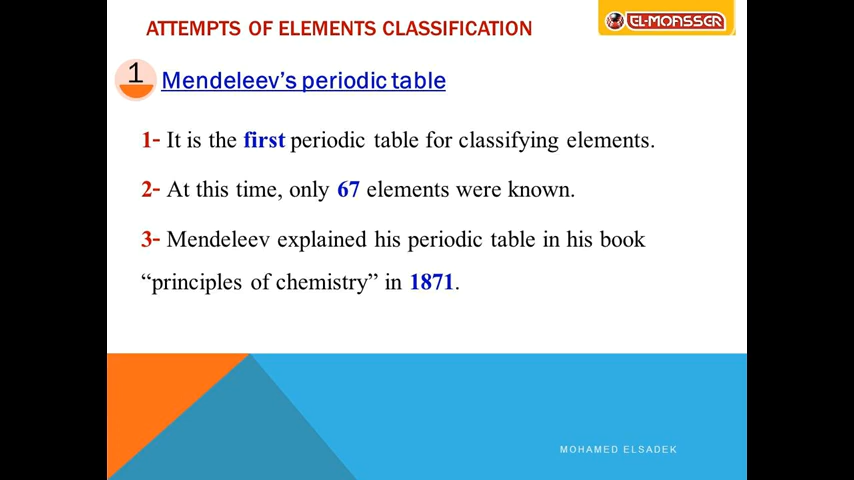 ATTEMPTS OF ELEMENTS CLASSIFICATION
EL-MOASSER
1
Mendeleev's periodic table
1- It is the first periodic table for classifying elements.
2- At this time, only 67 elements were known.
3- Mendeleev explained his periodic table in his book
“principles of chemistry” in 1871.
MOHAMED ELSADEK